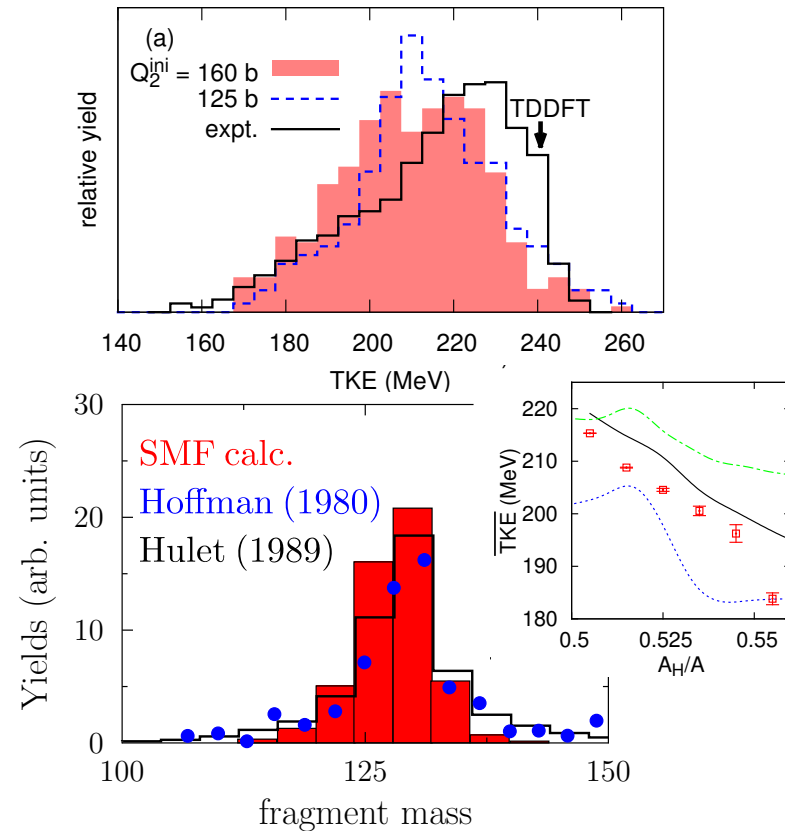 (a)
Q₂ⁱⁿⁱ = 160 b
125 b
expt.
TDDFT
relative yield
140 160 180 200 220 240 260
TKE (MeV)
30
20
10
0
Yields (arb. units)
SMF calc.
Hoffman (1980)
Hulet (1989)
100 125 150
fragment mass
220
210
200
190
180
TKE (MeV)
0.5 0.525 0.55
A_H/A